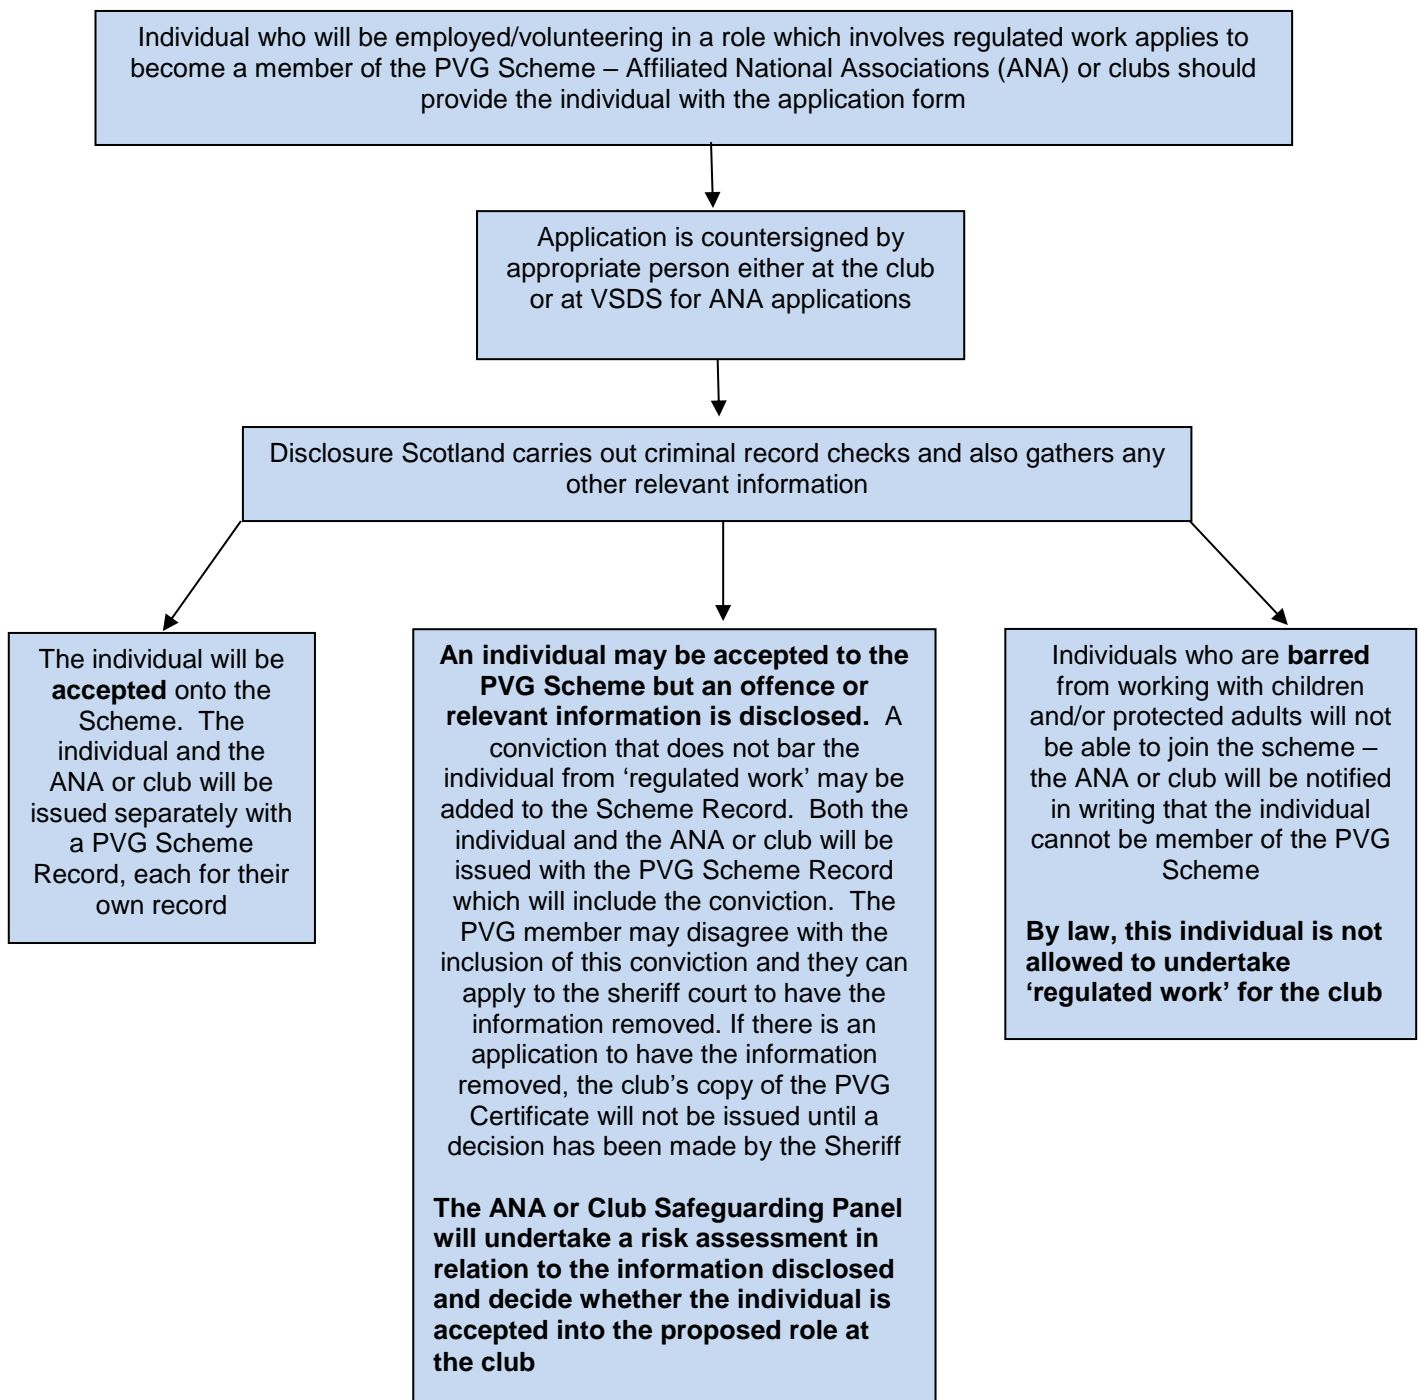 Individual who will be employed/volunteering in a role which involves regulated work applies to
become a member of the PVG Scheme – Affiliated National Associations (ANA) or clubs should
provide the individual with the application form
Application is countersigned by
appropriate person either at the club
or at VSDS for ANA applications
Disclosure Scotland carries out criminal record checks and also gathers any
other relevant information
The individual will be
accepted onto the
Scheme.  The
individual and the
ANA or club will be
issued separately with
a PVG Scheme
Record, each for their
own record
An individual may be accepted to the
PVG Scheme but an offence or
relevant information is disclosed.  A
conviction that does not bar the
individual from ‘regulated work’ may be
added to the Scheme Record.  Both the
individual and the ANA or club will be
issued with the PVG Scheme Record
which will include the conviction.  The
PVG member may disagree with the
inclusion of this conviction and they can
apply to the sheriff court to have the
information removed. If there is an
application to have the information
removed, the club’s copy of the PVG
Certificate will not be issued until a
decision has been made by the Sheriff
The ANA or Club Safeguarding Panel
will undertake a risk assessment in
relation to the information disclosed
and decide whether the individual is
accepted into the proposed role at
the club
Individuals who are barred
from working with children
and/or protected adults will not
be able to join the scheme –
the ANA or club will be notified
in writing that the individual
cannot be member of the PVG
Scheme
By law, this individual is not
allowed to undertake
‘regulated work’ for the club